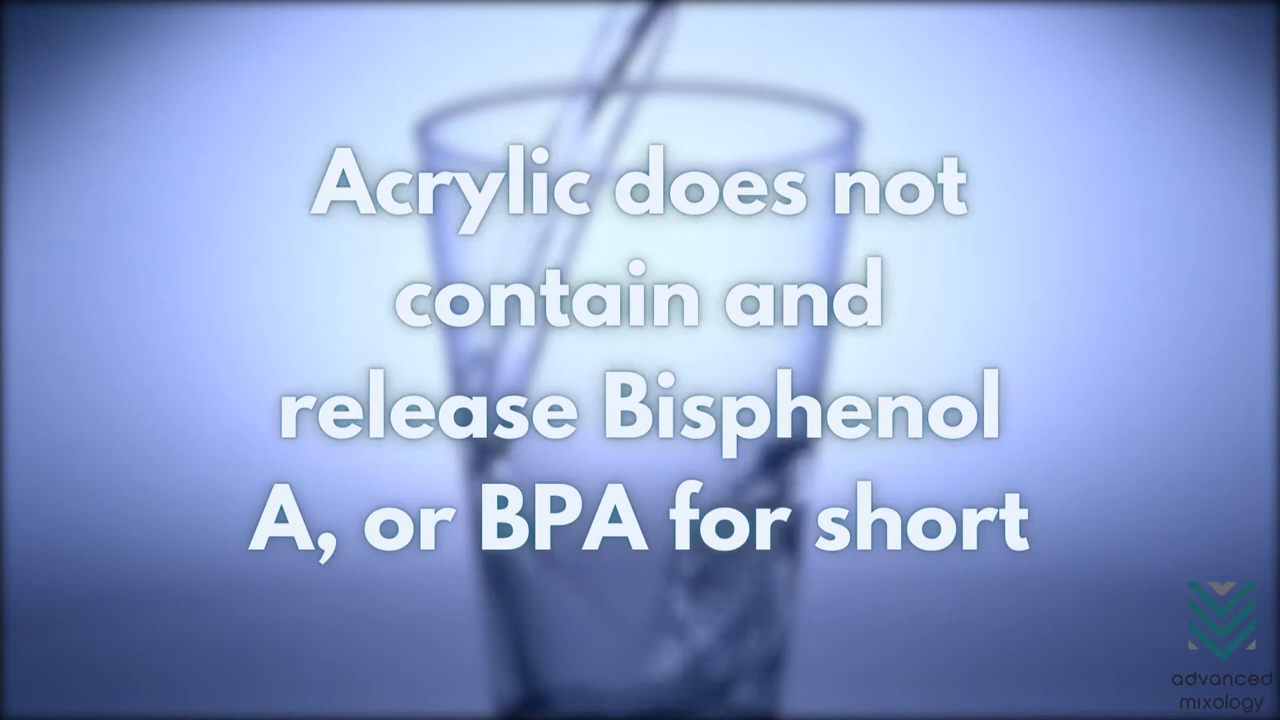 Acrylic does not
contain and
release Bisphenol
A, or BPA for short
advanced
mixology